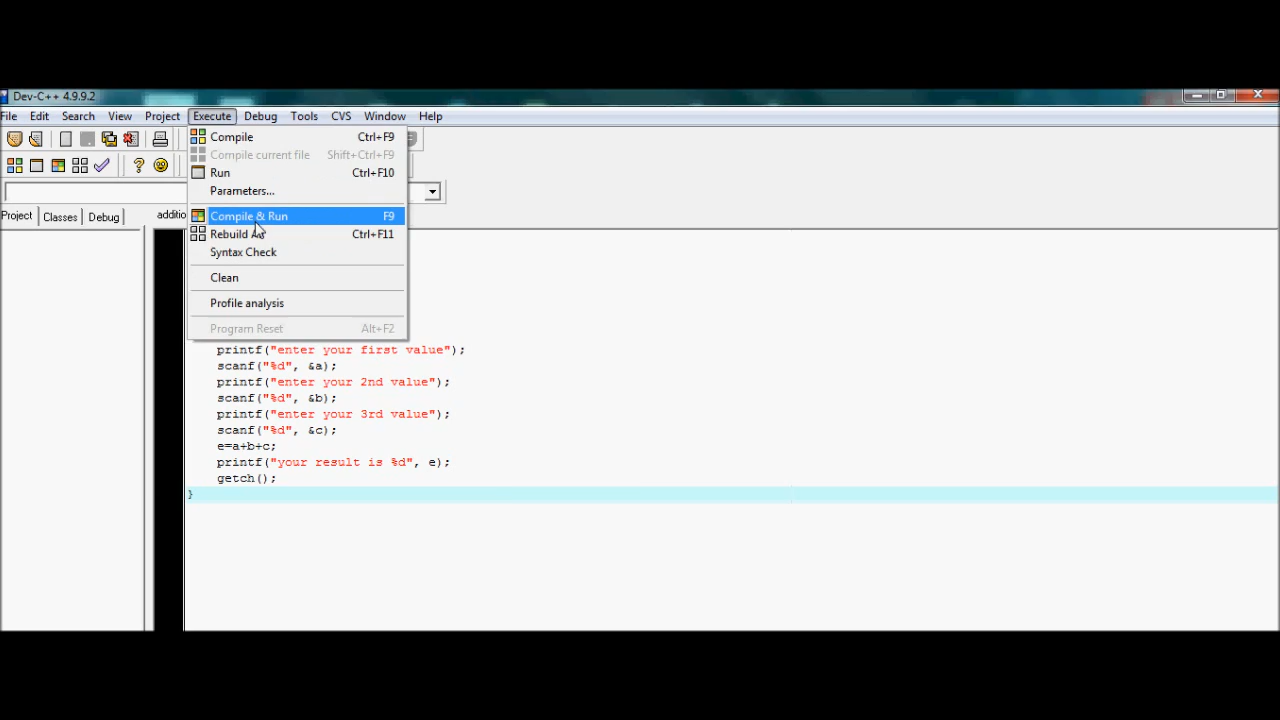 Dev-C++ 4.9.9.2
File Edit Search View Project Execute Debug Tools CVS Window Help
Compile Ctrl+F9
Compile current file Shift+Ctrl+F9
Run Ctrl+F10
Parameters...
Compile & Run F9
Rebuild Ctrl+F11
Syntax Check
Clean
Profile analysis
Program Reset Alt+F2
Project Classes Debug
printf("enter your first value");
scanf("%d", &a);
printf("enter your 2nd value");
scanf("%d", &b);
printf("enter your 3rd value");
scanf("%d", &c);
e=a+b+c;
printf("your result is %d", e);
getch();
}